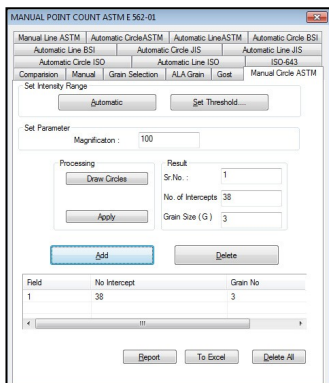 MANUAL POINT COUNT ASTM E 562-01
Manual Line ASTM Automatic CircleASTM Automatic LineASTM Automatic Circle BSI
Automatic Line BSI Automatic Circle JIS Automatic Line JIS
Automatic Circle ISO Automatic Line ISO ISO-643
Comparision Manual Grain Selection ALA Grain Gost Manual Circle ASTM
Set Intensity Range
Automatic Set Threshold....
Set Parameter
Magnificaton : 100
Processing Result
Draw Circles Sr.No. : 1
No. of Intercepts 38
Apply Grain Size ( G ) 3
Add Delete
Field No Intercept Grain No
1 38 3
Report To Excel Delete All